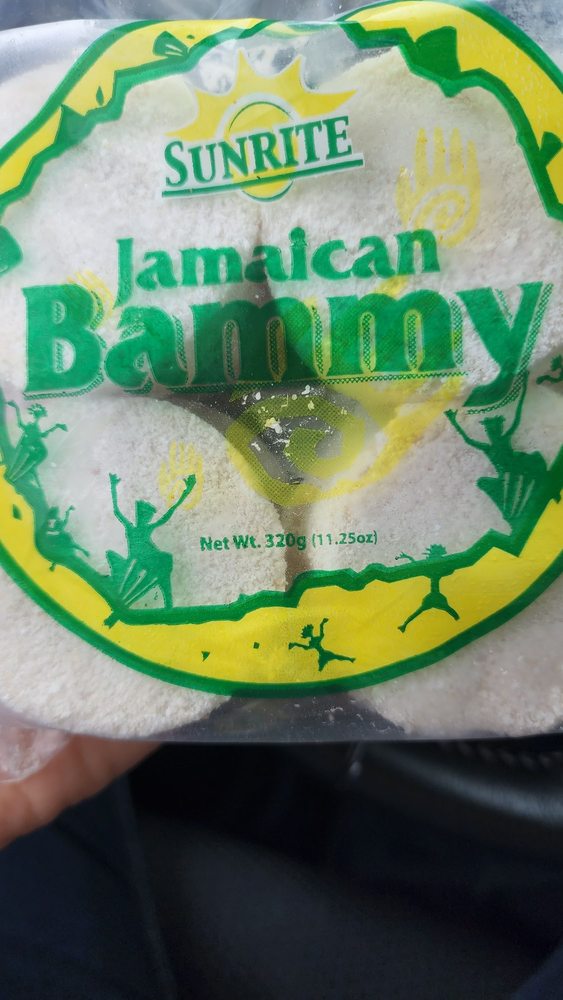 SUNRITE
Jamaican
Bammy
Net Wt. 320g (11.25oz)